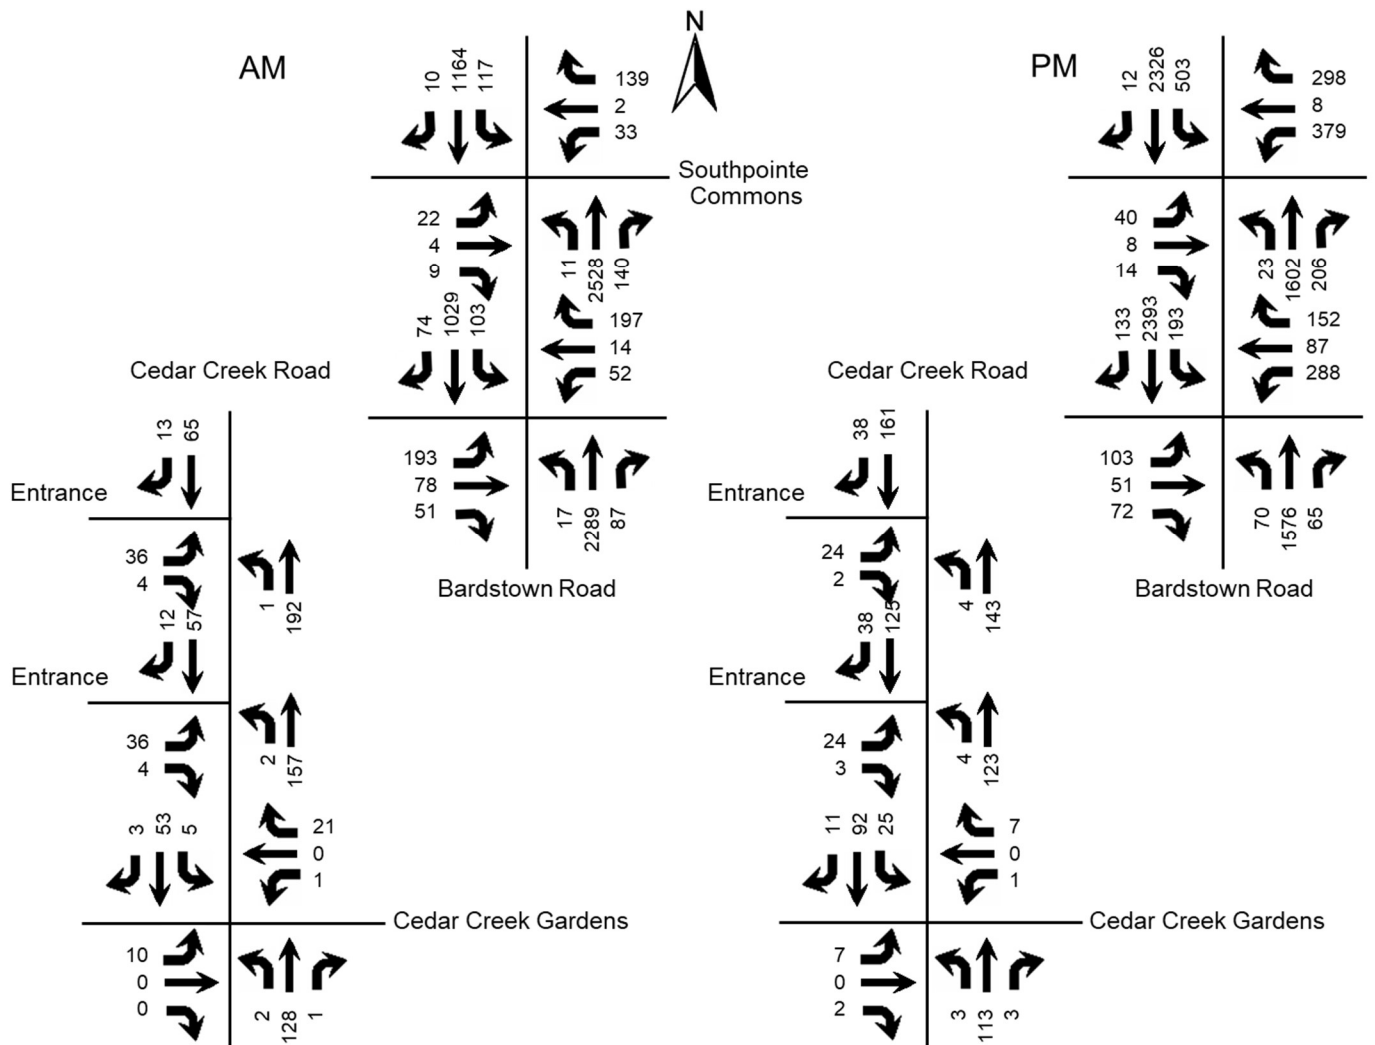 N
AM
10 1164 117
139
2
33
Southpointe
Commons
22
4
9
11 2528 140
74 1029 103
197
14
52
Cedar Creek Road
193
78
51
17 2289 87
Bardstown Road
13 65
Entrance
36
4
1 192
12 57
Entrance
36
4
2 157
3 53 5
21
0
1
Cedar Creek Gardens
10
0
0
2 128 1
PM
12 2326 503
298
8
379
40
8
14
23 1602 206
133 2393 193
152
87
288
Cedar Creek Road
103
51
72
70 1576 65
Bardstown Road
38 161
Entrance
24
2
4 143
38 125
Entrance
24
3
4 123
11 92 25
7
0
1
Cedar Creek Gardens
7
0
2
3 113 3